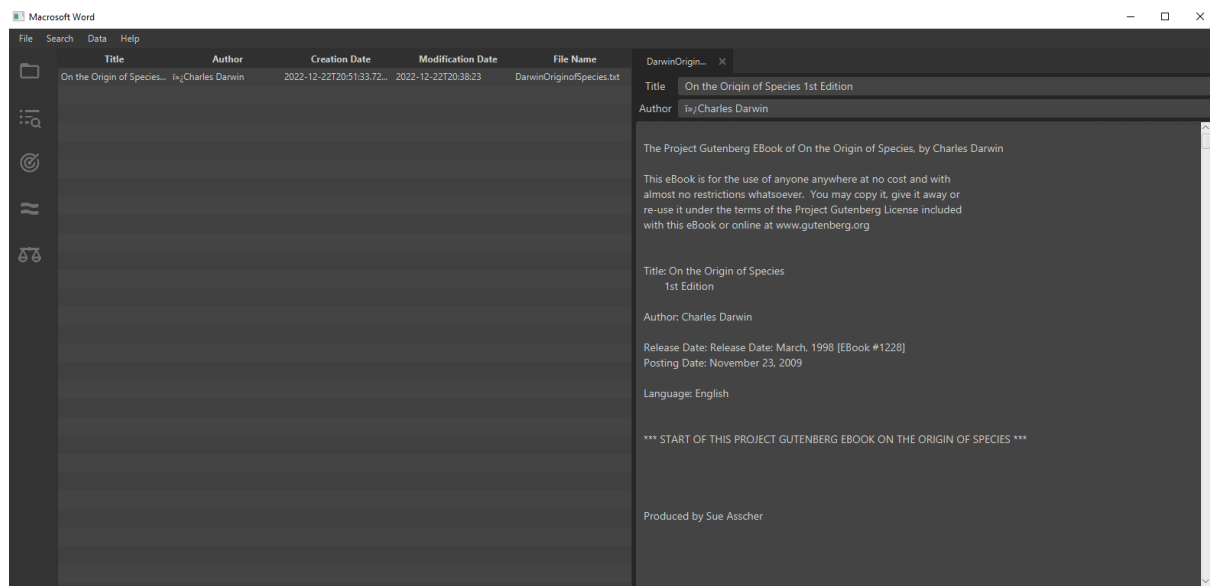 Macrosoft Word
File Search Data Help
Title Author Creation Date Modification Date File Name
On the Origin of Species... ï»¿Charles Darwin 2022-12-22T20:51:33.72... 2022-12-22T20:38:23 DarwinOriginofSpecies.txt
DarwinOrigin...
Title On the Origin of Species 1st Edition
Author ï»¿Charles Darwin
The Project Gutenberg EBook of On the Origin of Species, by Charles Darwin
This eBook is for the use of anyone anywhere at no cost and with
almost no restrictions whatsoever. You may copy it, give it away or
re-use it under the terms of the Project Gutenberg License included
with this eBook or online at www.gutenberg.org
Title: On the Origin of Species
1st Edition
Author: Charles Darwin
Release Date: Release Date: March, 1998 [EBook #1228]
Posting Date: November 23, 2009
Language: English
*** START OF THIS PROJECT GUTENBERG EBOOK ON THE ORIGIN OF SPECIES ***
Produced by Sue Asscher